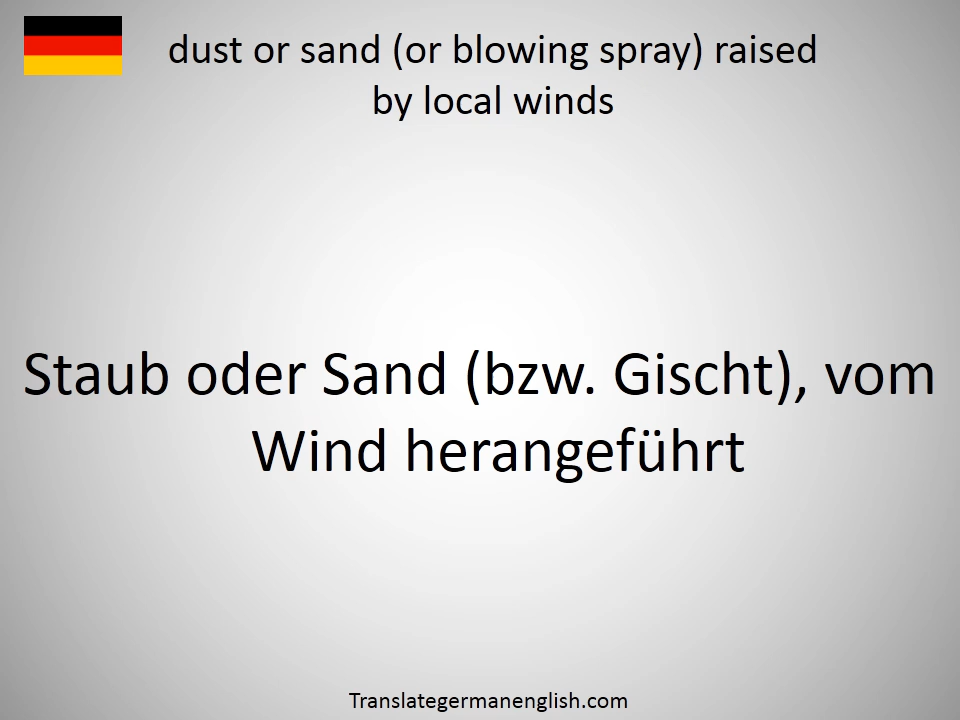 dust or sand (or blowing spray) raised
by local winds
Staub oder Sand (bzw. Gischt), vom
Wind herangeführt
Translategermanenglish.com